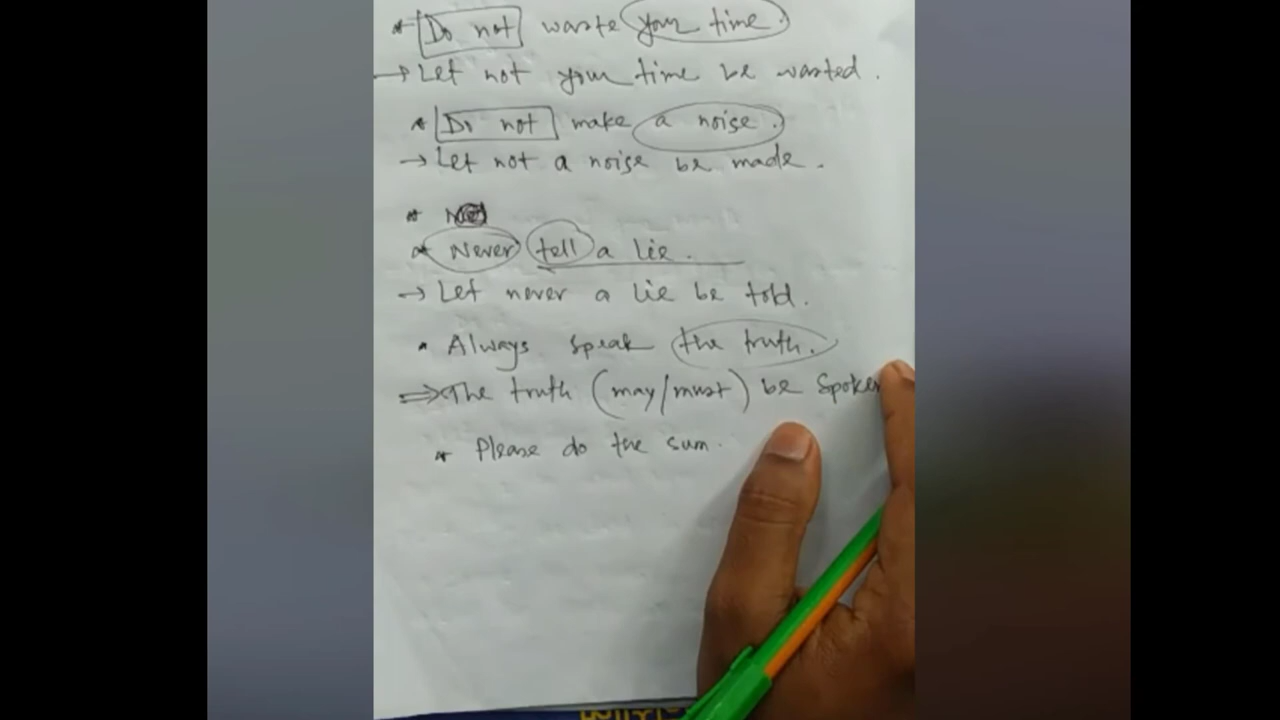 * Do not waste your time.
→ Let not your time be wasted.
* Do not make a noise.
→ Let not a noise be made.
*
* Never tell a lie.
→ Let never a lie be told.
• Always speak the truth.
⇒ The truth (may/must) be spoken
* Please do the sum.